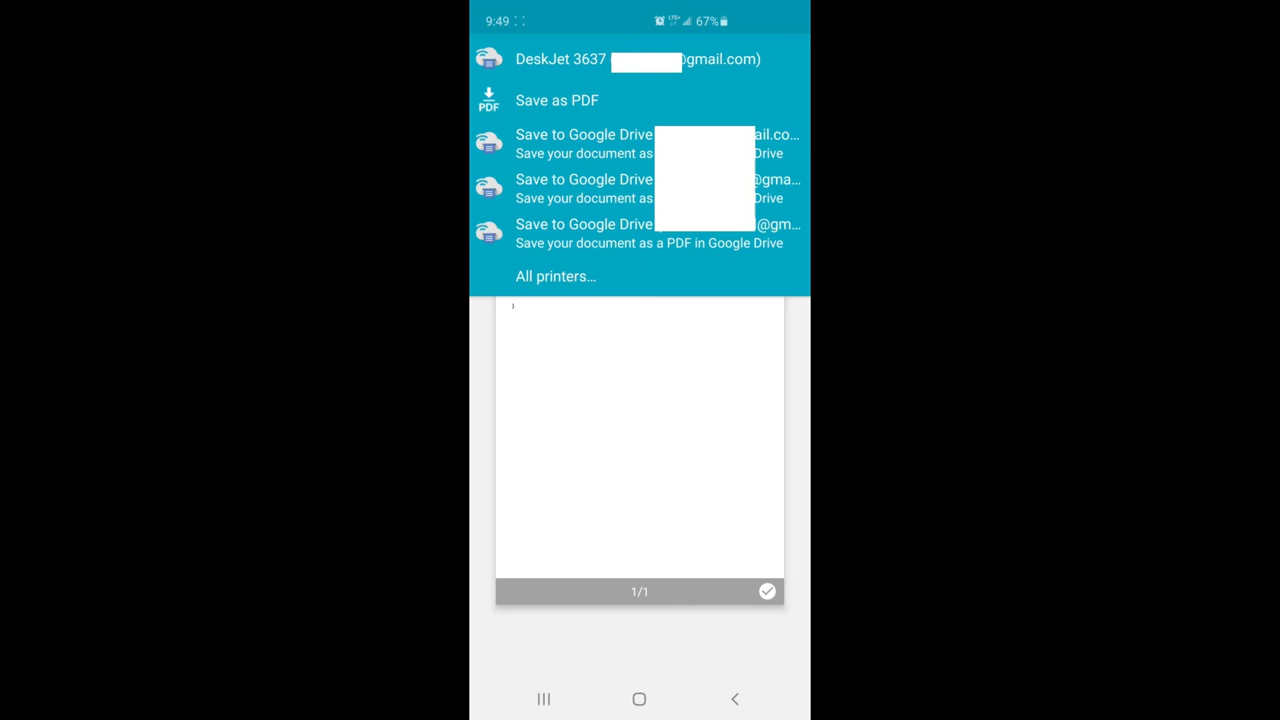 9:49 LTE+ 67%
DeskJet 3637 @gmail.com)
PDF Save as PDF
Save to Google Drive ail.co...
Save your document as Drive
Save to Google Drive @gma...
Save your document as Drive
Save to Google Drive @gm...
Save your document as a PDF in Google Drive
All printers...
1/1